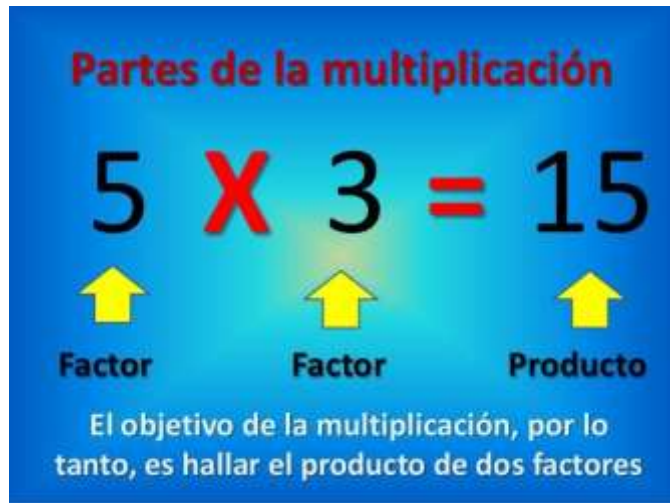 Partes de la multiplicación
5 X 3 = 15
Factor Factor Producto
El objetivo de la multiplicación, por lo
tanto, es hallar el producto de dos factores